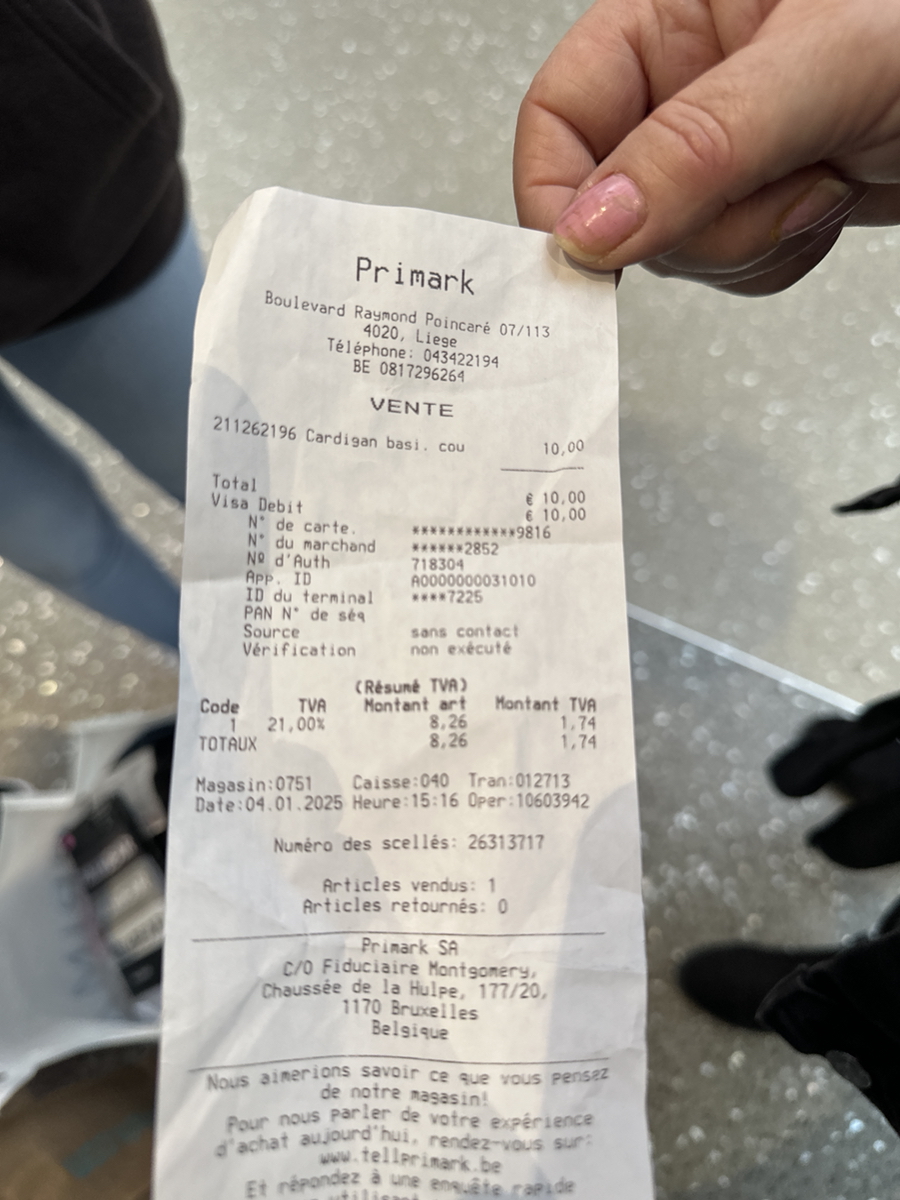 Primark
Boulevard Raymond Poincaré 07/113
4020, Liege
Téléphone: 043422194
BE 0817296264
VENTE
211262196 Cardigan basi. cou 10,00
Total € 10,00
Visa Debit € 10,00
N° de carte. ************9816
N° du marchand ******2852
Nº d'Auth 718304
App. ID A0000000031010
ID du terminal ****7225
PAN N° de séq
Source sans contact
Vérification non exécuté
(Résumé TVA)
Code TVA Montant art Montant TVA
1 21,00% 8,26 1,74
TOTAUX 8,26 1,74
Magasin:0751 Caisse:040 Tran:012713
Date:04.01.2025 Heure:15:16 Oper:10603942
Numéro des scellés: 26313717
Articles vendus: 1
Articles retournés: 0
Primark SA
C/O Fiduciaire Montgomery,
Chaussée de la Hulpe, 177/20,
1170 Bruxelles
Belgique
Nous aimerions savoir ce que vous pensez
de notre magasin!
Pour nous parler de votre expérience
d'achat aujourd'hui, rendez-vous sur:
www.tellprimark.be
Et répondez à une enquête rapide
utilisant